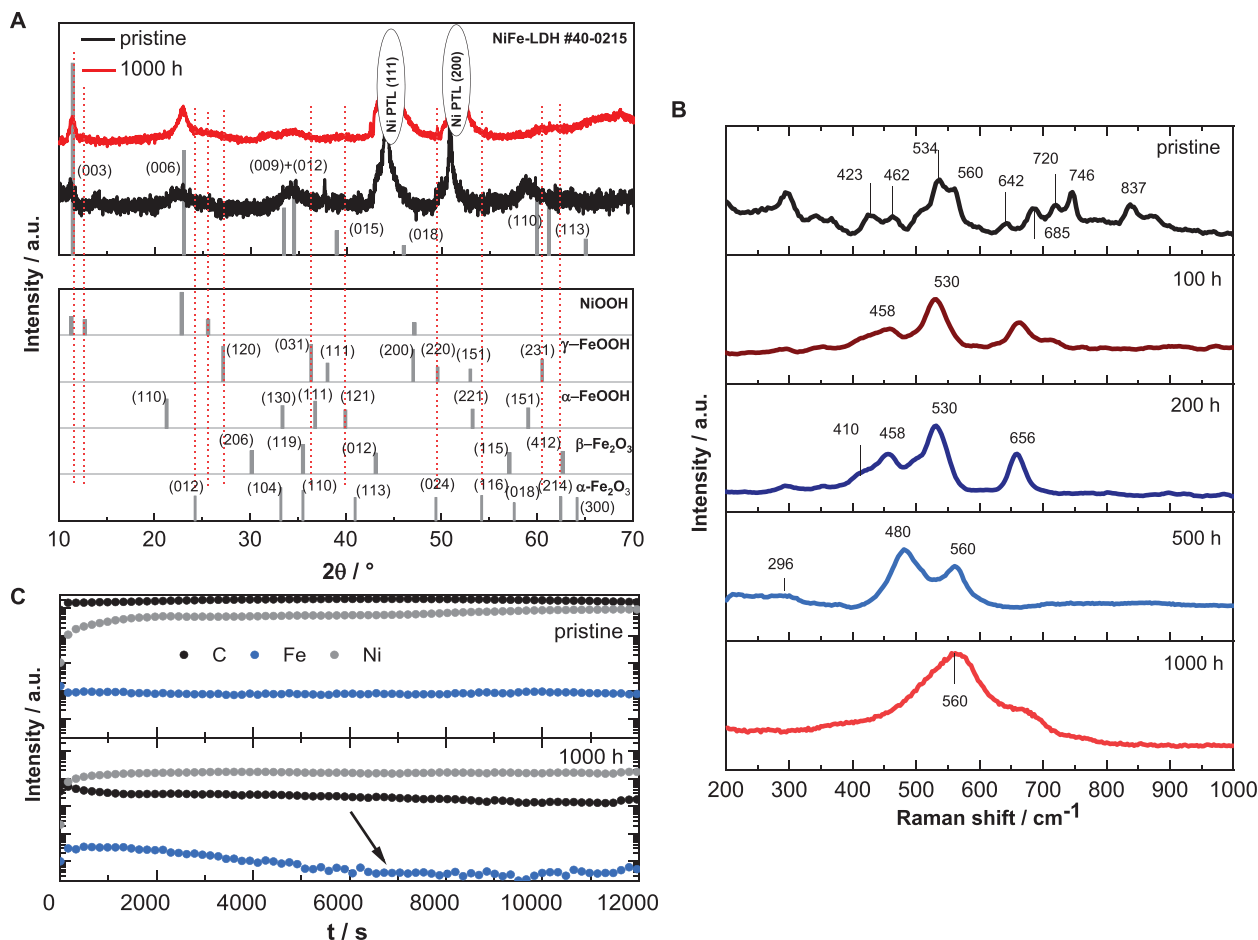 A
pristine
1000 h
NiFe-LDH #40-0215
Ni PTL (111)
Ni PTL (200)
(003)
(006)
(009)+(012)
(015)
(018)
(110)
(113)
NiOOH
γ–FeOOH
(120)
(031)
(111)
(200)
(220)
(151)
(231)
α–FeOOH
(110)
(130)
(111)
(121)
(221)
(151)
β–Fe₂O₃
(206)
(119)
(012)
(115)
(412)
α-Fe₂O₃
(012)
(104)
(110)
(113)
(024)
(116)
(018)
(214)
(300)
10 20 30 40 50 60 70
2θ / °
Intensity / a.u.
B
pristine
423
462
534
560
642
685
720
746
837
100 h
458
530
200 h
410
458
530
656
500 h
296
480
560
1000 h
560
200 300 400 500 600 700 800 900 1000
Raman shift / cm-1
Intensity / a.u.
C
pristine
C Fe Ni
1000 h
0 2000 4000 6000 8000 10000 12000
t / s
Intensity / a.u.